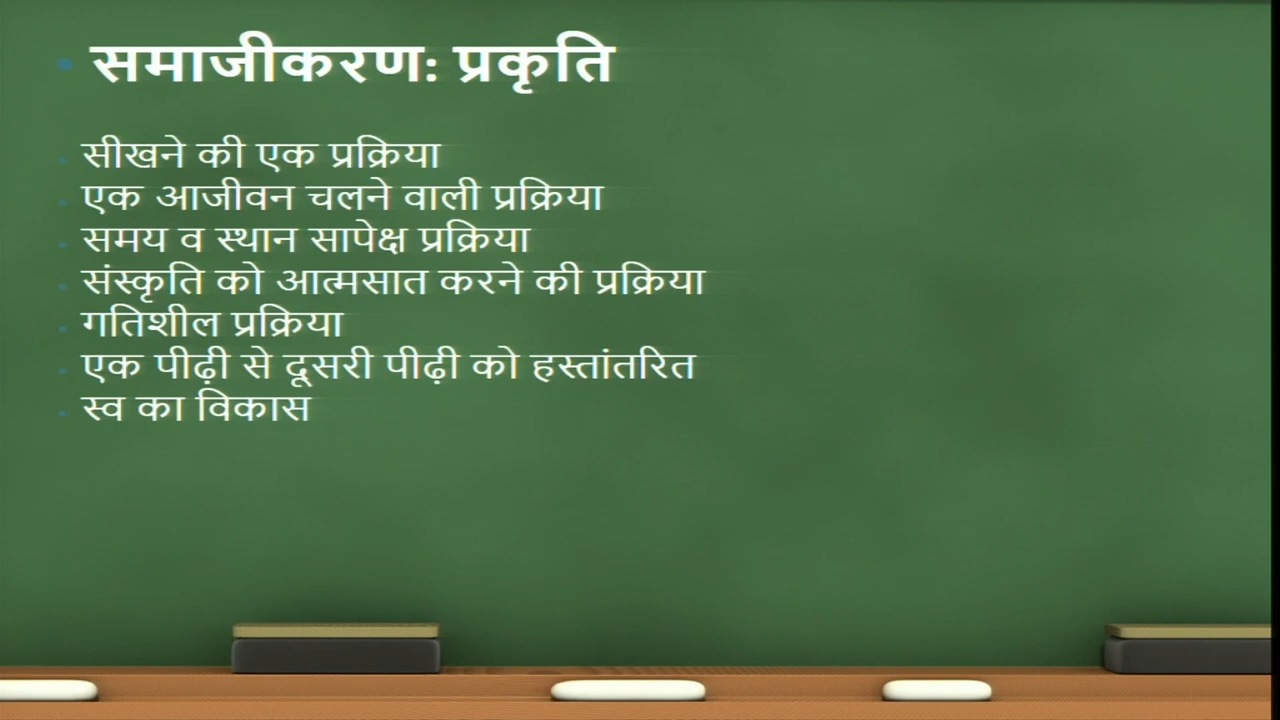 समाजीकरण: प्रकृति
सीखने की एक प्रक्रिया
एक आजीवन चलने वाली प्रक्रिया
समय व स्थान सापेक्ष प्रक्रिया
संस्कृति को आत्मसात करने की प्रक्रिया
गतिशील प्रक्रिया
एक पीढ़ी से दूसरी पीढ़ी को हस्तांतरित
स्व का विकास